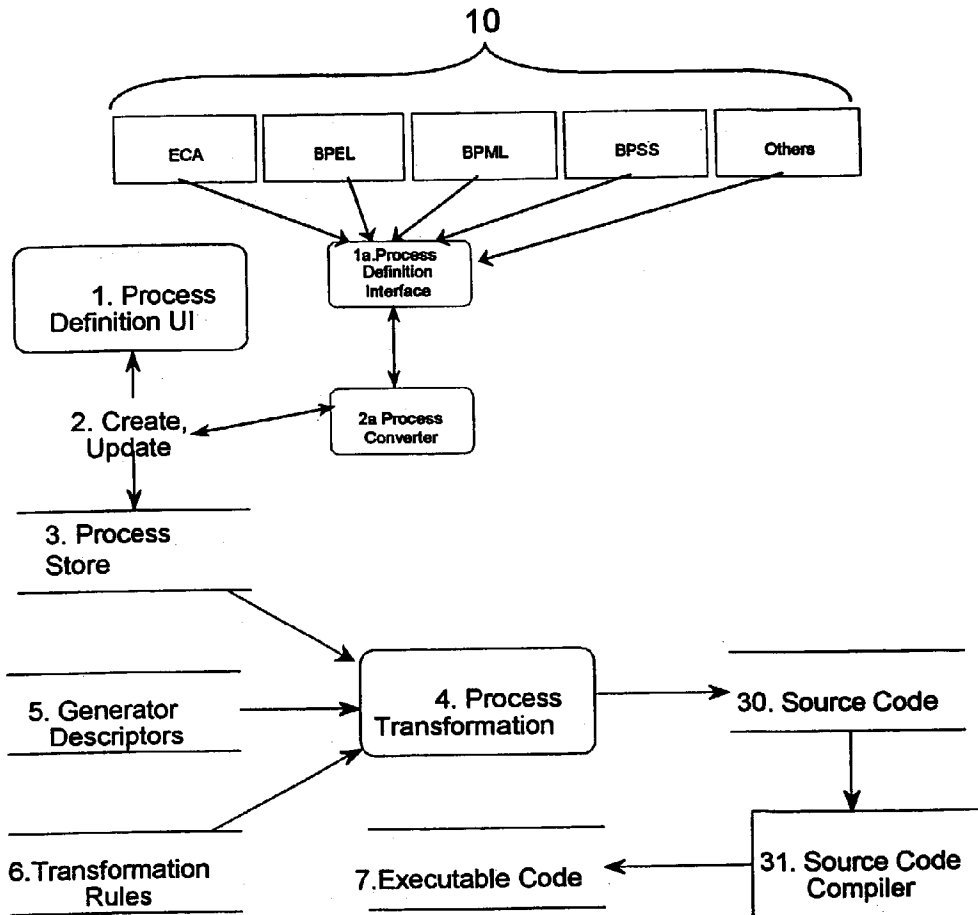 10
ECA
BPEL
BPML
BPSS
Others
1a.Process
Definition
Interface
1. Process
Definition UI
2. Create,
Update
2a Process
Converter
3. Process
Store
4. Process
Transformation
5. Generator
Descriptors
30. Source Code
6.Transformation
Rules
7.Executable Code
31. Source Code
Compiler